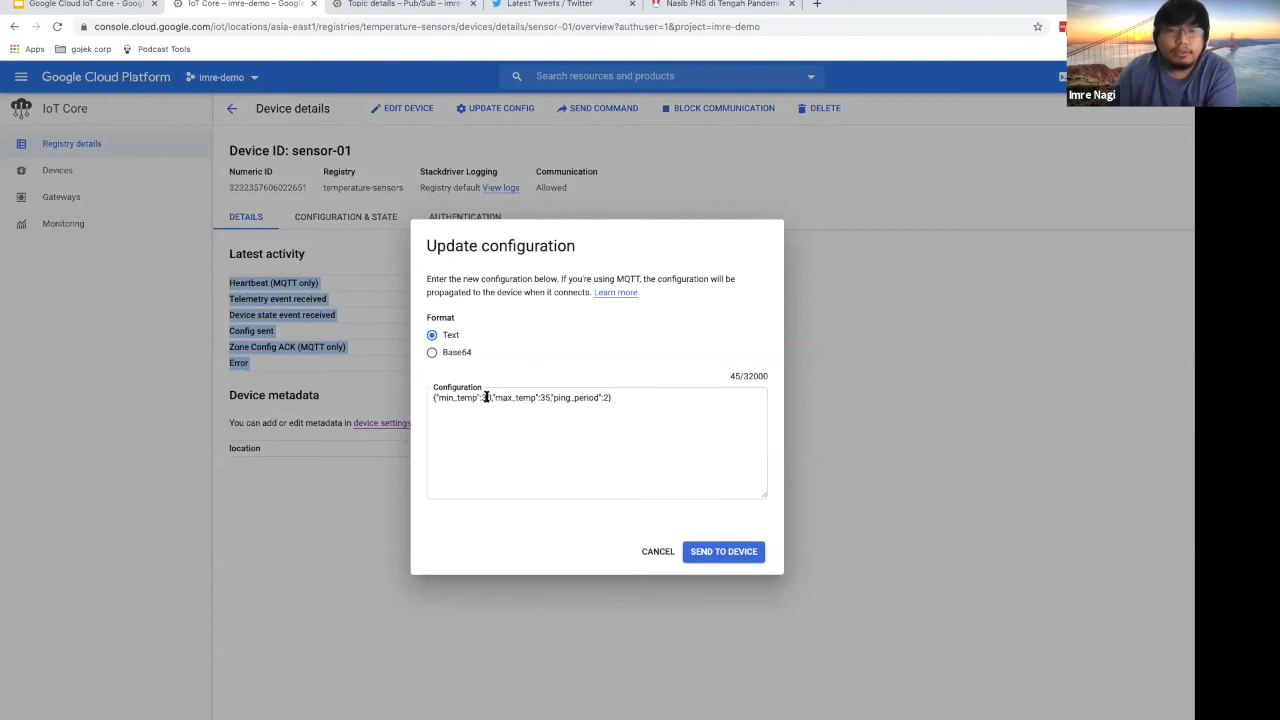 Google Cloud IoT Core - Goog
IoT Core – imre-demo – Google
Topic details – Pub/Sub – imre
Latest Tweets / Twitter
Nasib PNS di Tengah Pandemi
console.cloud.google.com/iot/locations/asia-east1/registries/temperature-sensors/devices/details/sensor-01/overview?authuser=1&project=imre-demo
Apps
gojek corp
Podcast Tools
Google Cloud Platform
imre-demo
Search resources and products
Imre Nagi
IoT Core
Device details
EDIT DEVICE
UPDATE CONFIG
SEND COMMAND
BLOCK COMMUNICATION
DELETE
Registry details
Devices
Gateways
Monitoring
Device ID: sensor-01
Numeric ID
Registry
Stackdriver Logging
Communication
3232357606022651
temperature-sensors
Registry default View logs
Allowed
DETAILS
CONFIGURATION & STATE
AUTHENTICATION
Latest activity
Heartbeat (MQTT only)
Telemetry event received
Device state event received
Config sent
Zone Config ACK (MQTT only)
Error
Device metadata
You can add or edit metadata in device settings
location
Update configuration
Enter the new configuration below. If you're using MQTT, the configuration will be
propagated to the device when it connects. Learn more
Format
Text
Base64
45/32000
Configuration
"max_temp":35,"ping_period":2}
CANCEL
SEND TO DEVICE